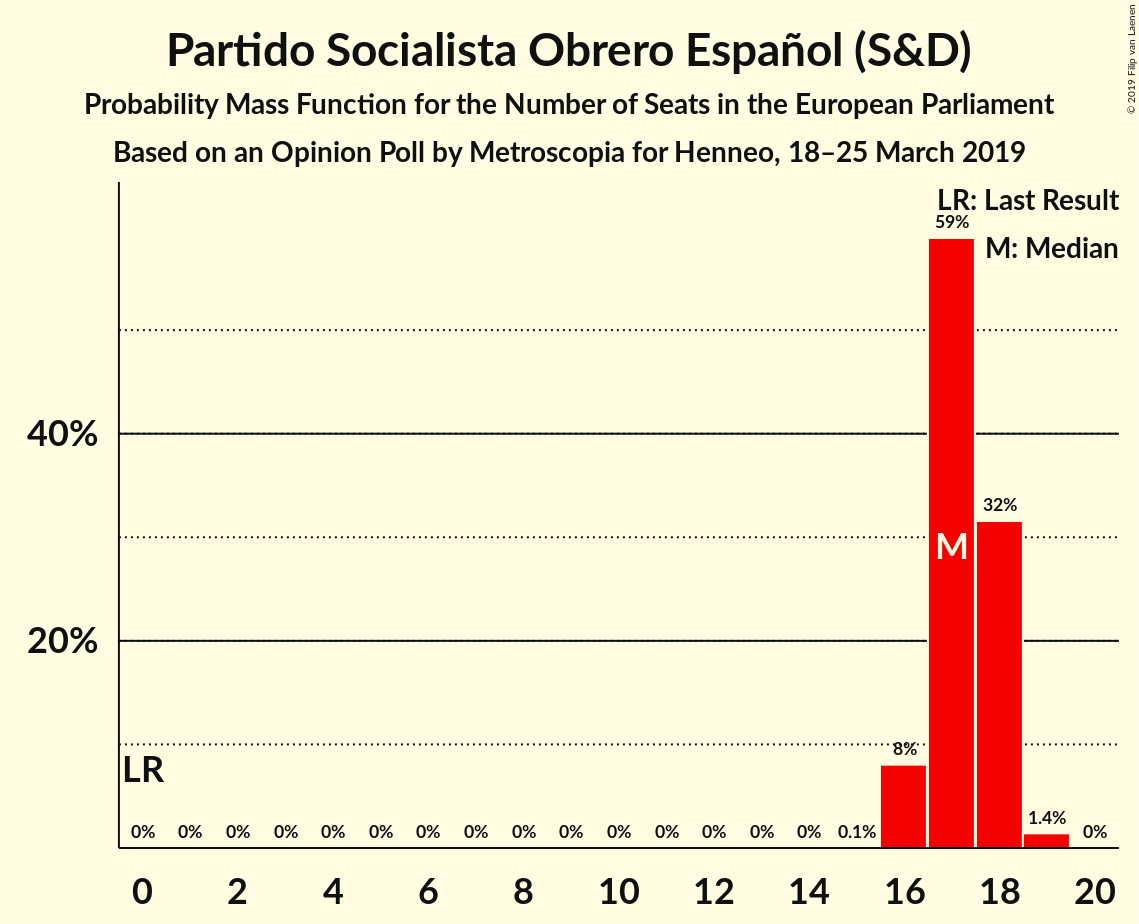 Partido Socialista Obrero Español (S&D)
Probability Mass Function for the Number of Seats in the European Parliament
Based on an Opinion Poll by Metroscopia for Henneo, 18–25 March 2019
© 2019 Filip van Laenen
LR: Last Result
M: Median
59%
40%
32%
M
20%
8%
LR
0% 0% 0% 0% 0% 0% 0% 0% 0% 0% 0% 0% 0% 0% 0% 0.1% 1.4% 0%
0 2 4 6 8 10 12 14 16 18 20